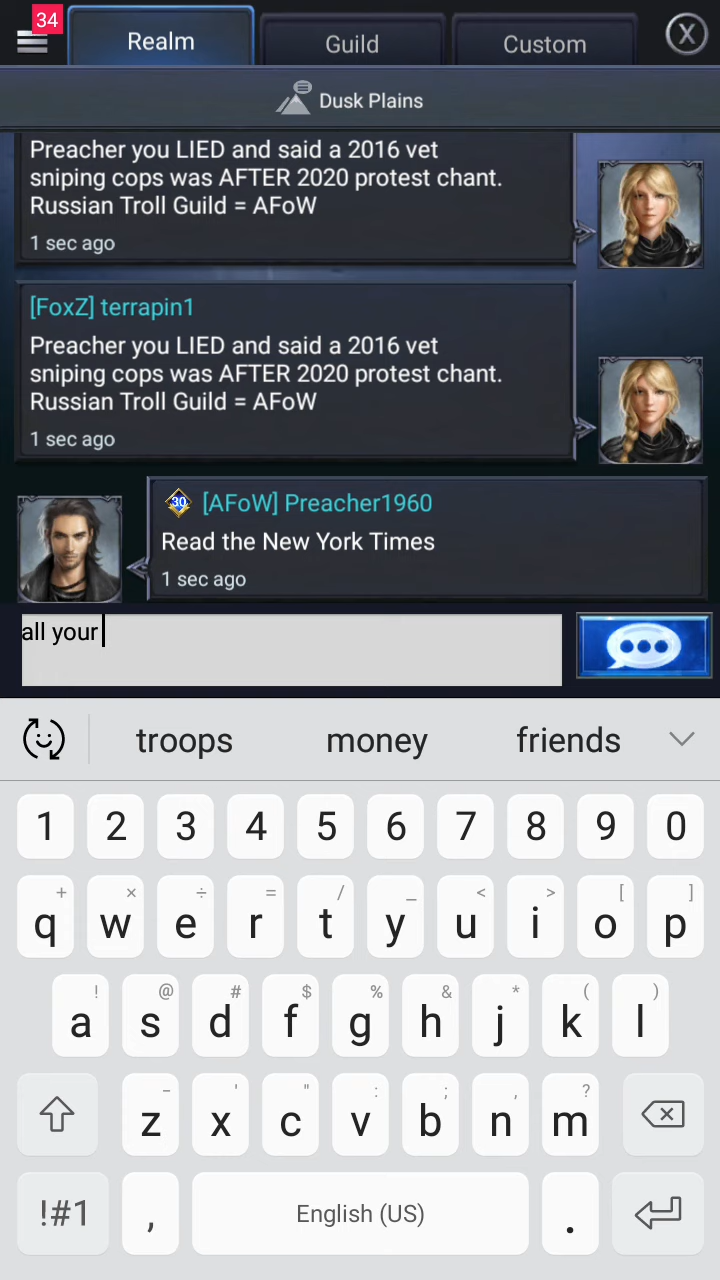 34
Realm
Guild
Custom
X
Dusk Plains
Preacher you LIED and said a 2016 vet
sniping cops was AFTER 2020 protest chant.
Russian Troll Guild = AFoW
1 sec ago
[FoxZ] terrapin1
Preacher you LIED and said a 2016 vet
sniping cops was AFTER 2020 protest chant.
Russian Troll Guild = AFoW
1 sec ago
30 [AFoW] Preacher1960
Read the New York Times
1 sec ago
all your
troops money friends
1 2 3 4 5 6 7 8 9 0
+ × ÷ = / _ < > [ ]
q w e r t y u i o p
! @ # $ % & * ( )
a s d f g h j k l
- ' " : ; , ?
z x c v b n m
!#1 , English (US) .